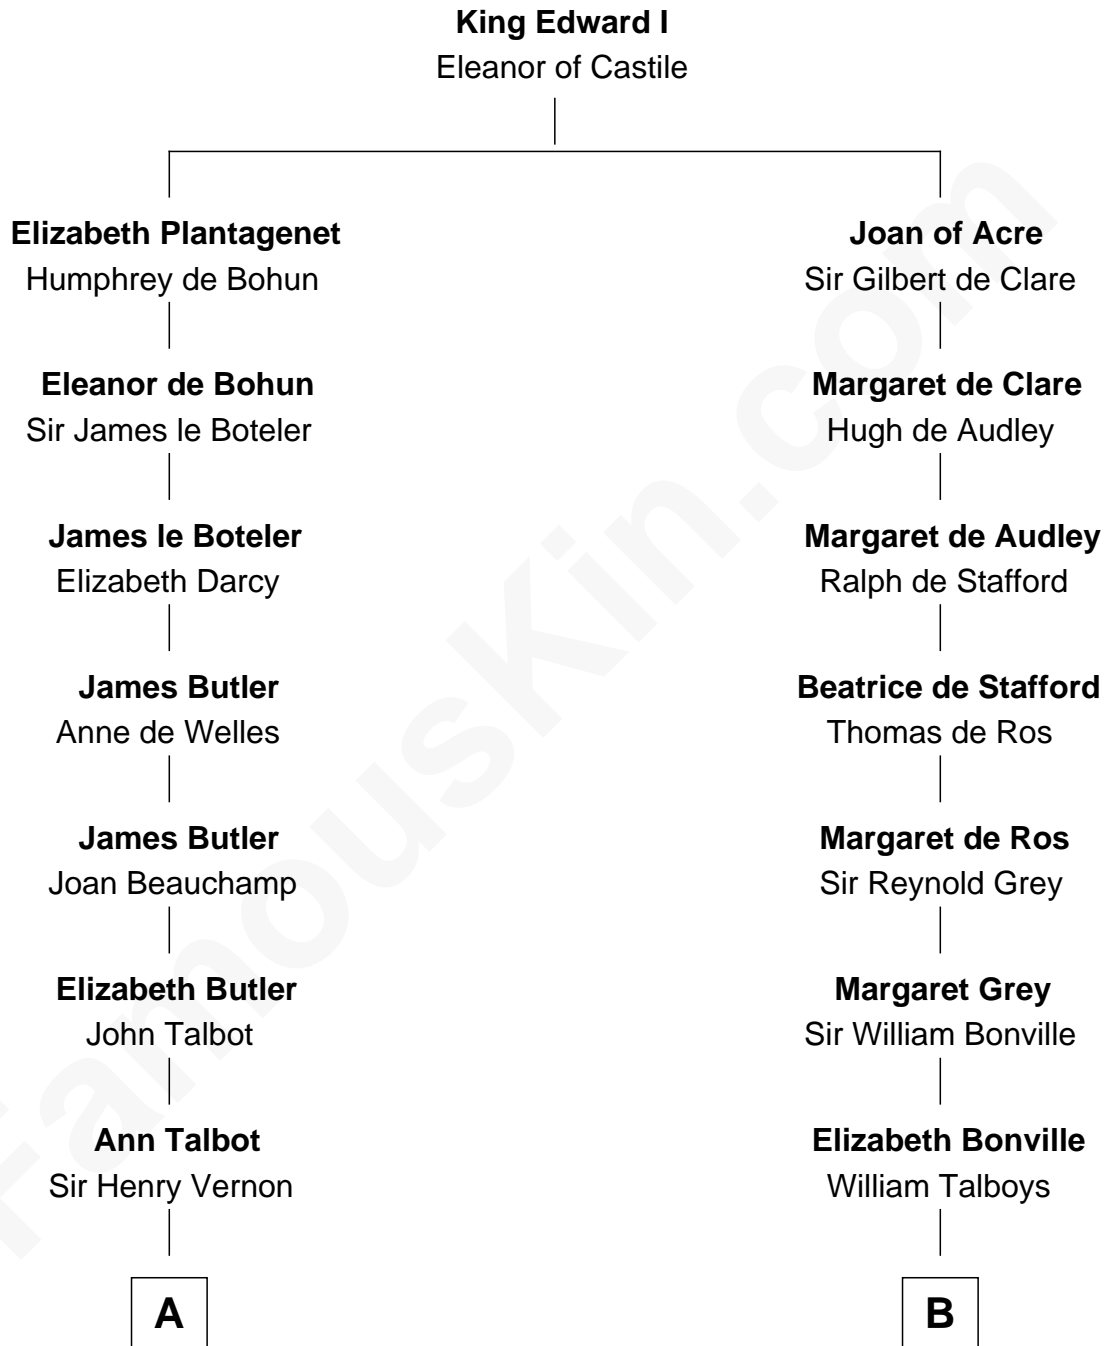 King Edward I
Eleanor of Castile
Elizabeth Plantagenet
Humphrey de Bohun
Joan of Acre
Sir Gilbert de Clare
Eleanor de Bohun
Sir James le Boteler
Margaret de Clare
Hugh de Audley
James le Boteler
Elizabeth Darcy
Margaret de Audley
Ralph de Stafford
James Butler
Anne de Welles
Beatrice de Stafford
Thomas de Ros
James Butler
Joan Beauchamp
Margaret de Ros
Sir Reynold Grey
Elizabeth Butler
John Talbot
Margaret Grey
Sir William Bonville
Ann Talbot
Sir Henry Vernon
Elizabeth Bonville
William Talboys
A
B
FamousKin.com